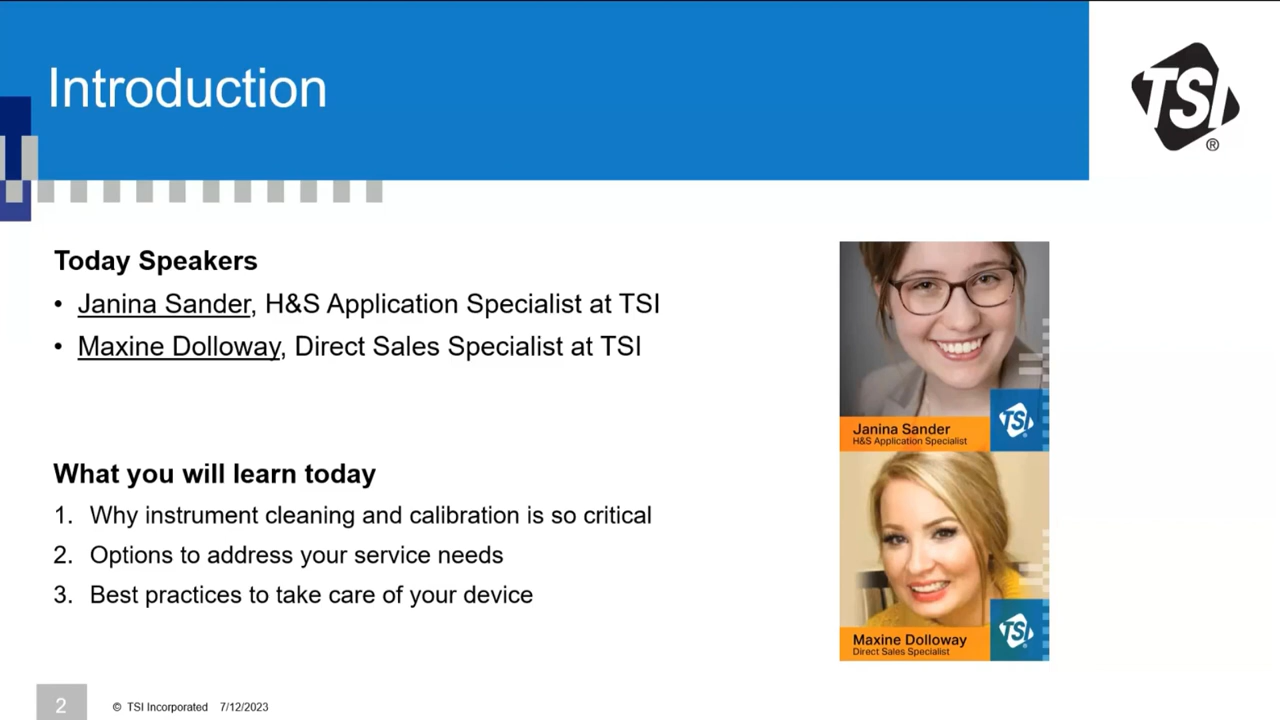 Introduction
TSI
®
Today Speakers
• Janina Sander, H&S Application Specialist at TSI
• Maxine Dolloway, Direct Sales Specialist at TSI
What you will learn today
1. Why instrument cleaning and calibration is so critical
2. Options to address your service needs
3. Best practices to take care of your device
TSI
Janina Sander
H&S Application Specialist
TSI
Maxine Dolloway
Direct Sales Specialist
2
© TSI Incorporated 7/12/2023